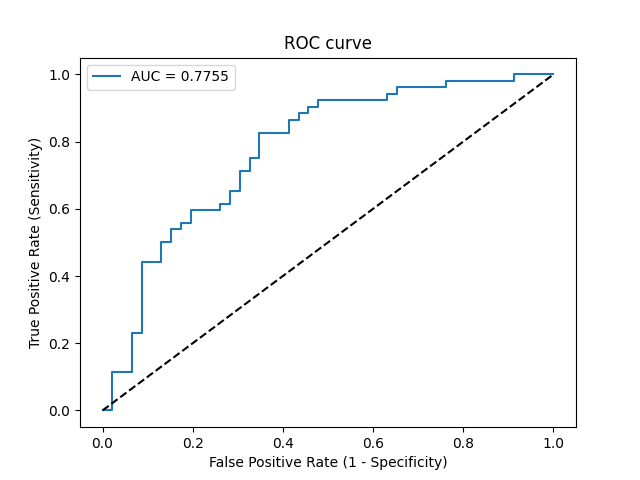 ROC curve
AUC = 0.7755
True Positive Rate (Sensitivity)
1.0
0.8
0.6
0.4
0.2
0.0
0.0 0.2 0.4 0.6 0.8 1.0
False Positive Rate (1 - Specificity)